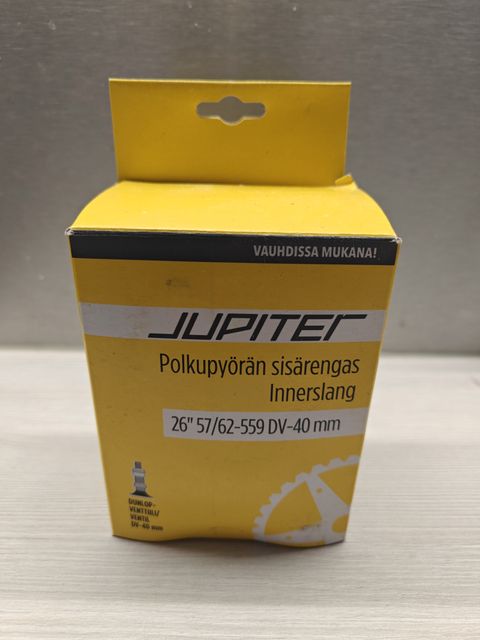 VAUHDISSA MUKANA!
JUPITER
Polkupyörän sisärengas
Innerslang
26" 57/62-559 DV-40 mm
DUNLOP-
VENTTIILI/
VENTIL
DV-40 mm